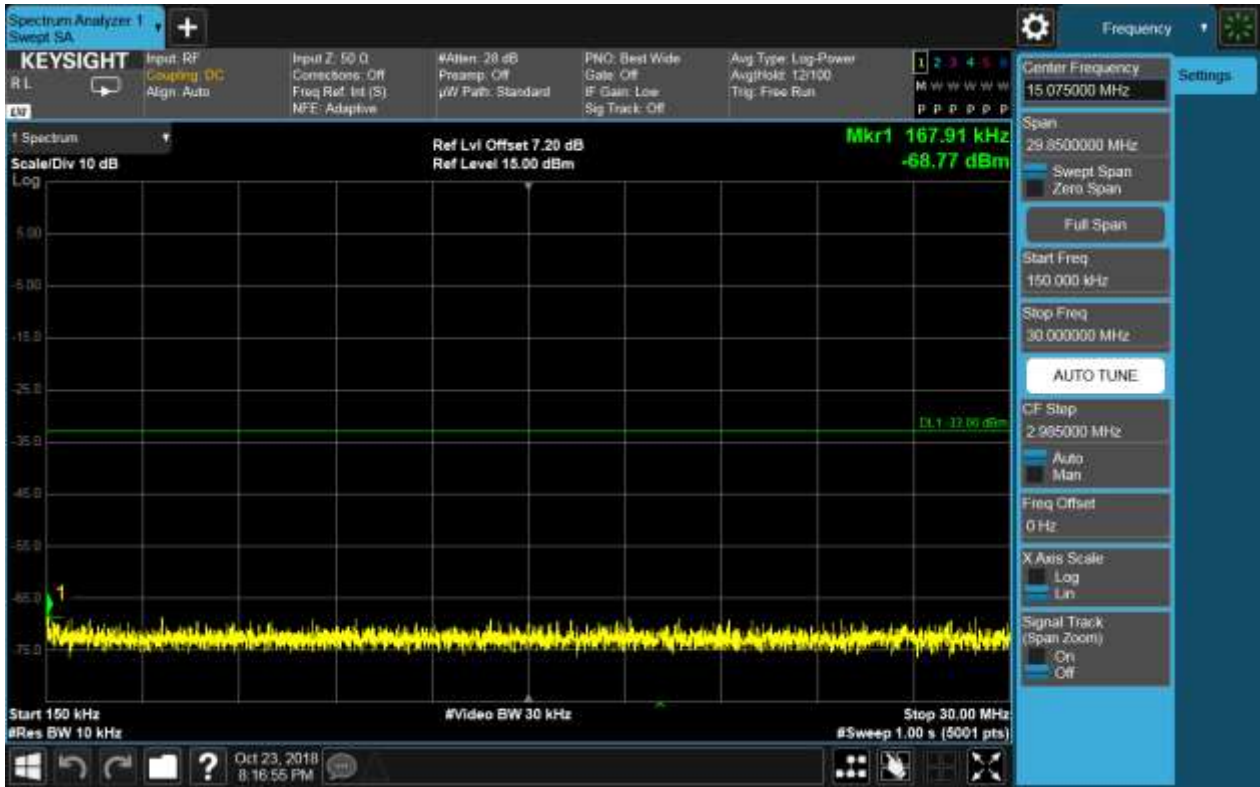 Spectrum Analyzer 1
Swept SA
+
Frequency
KEYSIGHT
Input: RF
Coupling: DC
Align: Auto
Input Z: 50 Ω
Corrections: Off
Freq Ref: Int (S)
NFE: Adaptive
#Atten: 28 dB
Preamp: Off
µW Path: Standard
PNO: Best Wide
Gate: Off
IF Gain: Low
Sig Track: Off
Avg Type: Log-Power
Avg|Hold: 12/100
Trig: Free Run
1 2 3 4 5 6
M W W W W W
P P P P P P
R L
LXI
Center Frequency
15.075000 MHz
Settings
1 Spectrum
Scale/Div 10 dB
Ref Lvl Offset 7.20 dB
Ref Level 15.00 dBm
Mkr1 167.91 kHz
-68.77 dBm
Log
5.00
-5.00
-15.0
-25.0
-35.0
-45.0
-55.0
-65.0
-75.0
DL1 -33.00 dBm
1
Span
29.8500000 MHz
Swept Span
Zero Span
Full Span
Start Freq
150.000 kHz
Stop Freq
30.000000 MHz
AUTO TUNE
CF Step
2.985000 MHz
Auto
Man
Freq Offset
0 Hz
X Axis Scale
Log
Lin
Signal Track
(Span Zoom)
On
Off
Start 150 kHz
#Video BW 30 kHz
Stop 30.00 MHz
#Res BW 10 kHz
#Sweep 1.00 s (5001 pts)
?
Oct 23, 2018
8:16:55 PM